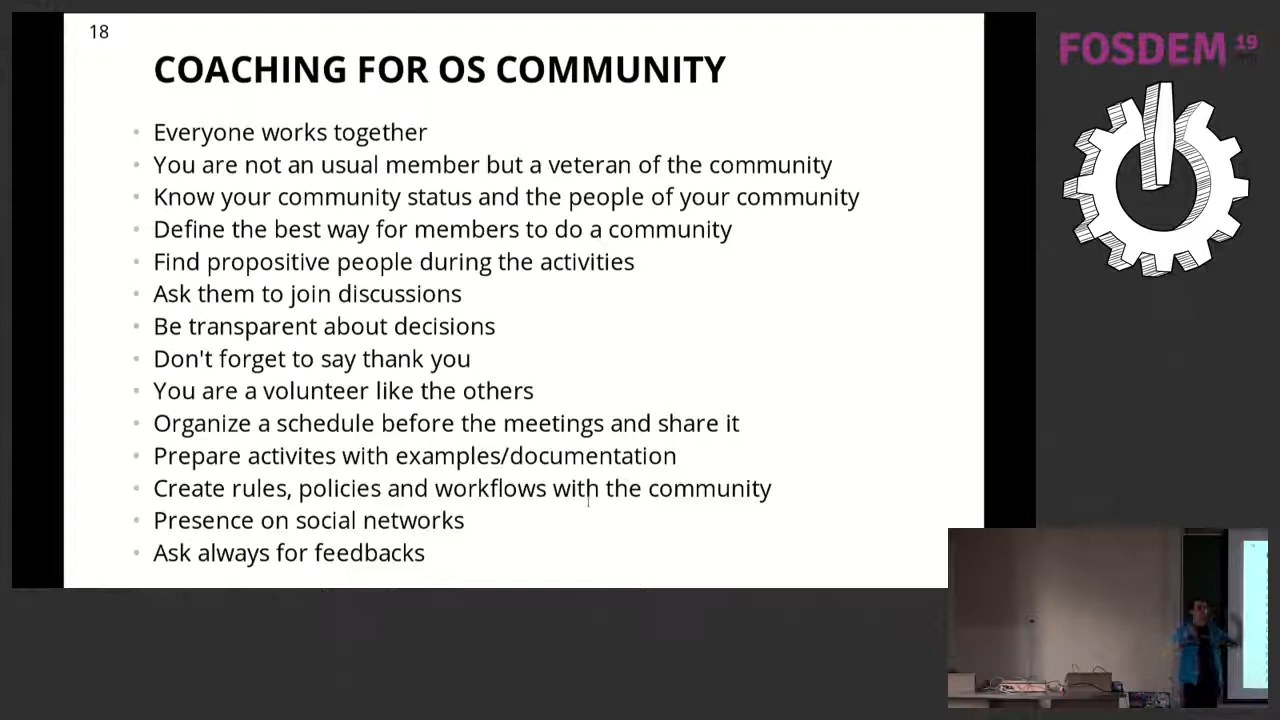 18
COACHING FOR OS COMMUNITY
Everyone works together
You are not an usual member but a veteran of the community
Know your community status and the people of your community
Define the best way for members to do a community
Find propositive people during the activities
Ask them to join discussions
Be transparent about decisions
Don't forget to say thank you
You are a volunteer like the others
Organize a schedule before the meetings and share it
Prepare activites with examples/documentation
Create rules, policies and workflows with the community
Presence on social networks
Ask always for feedbacks
FOSDEM 19